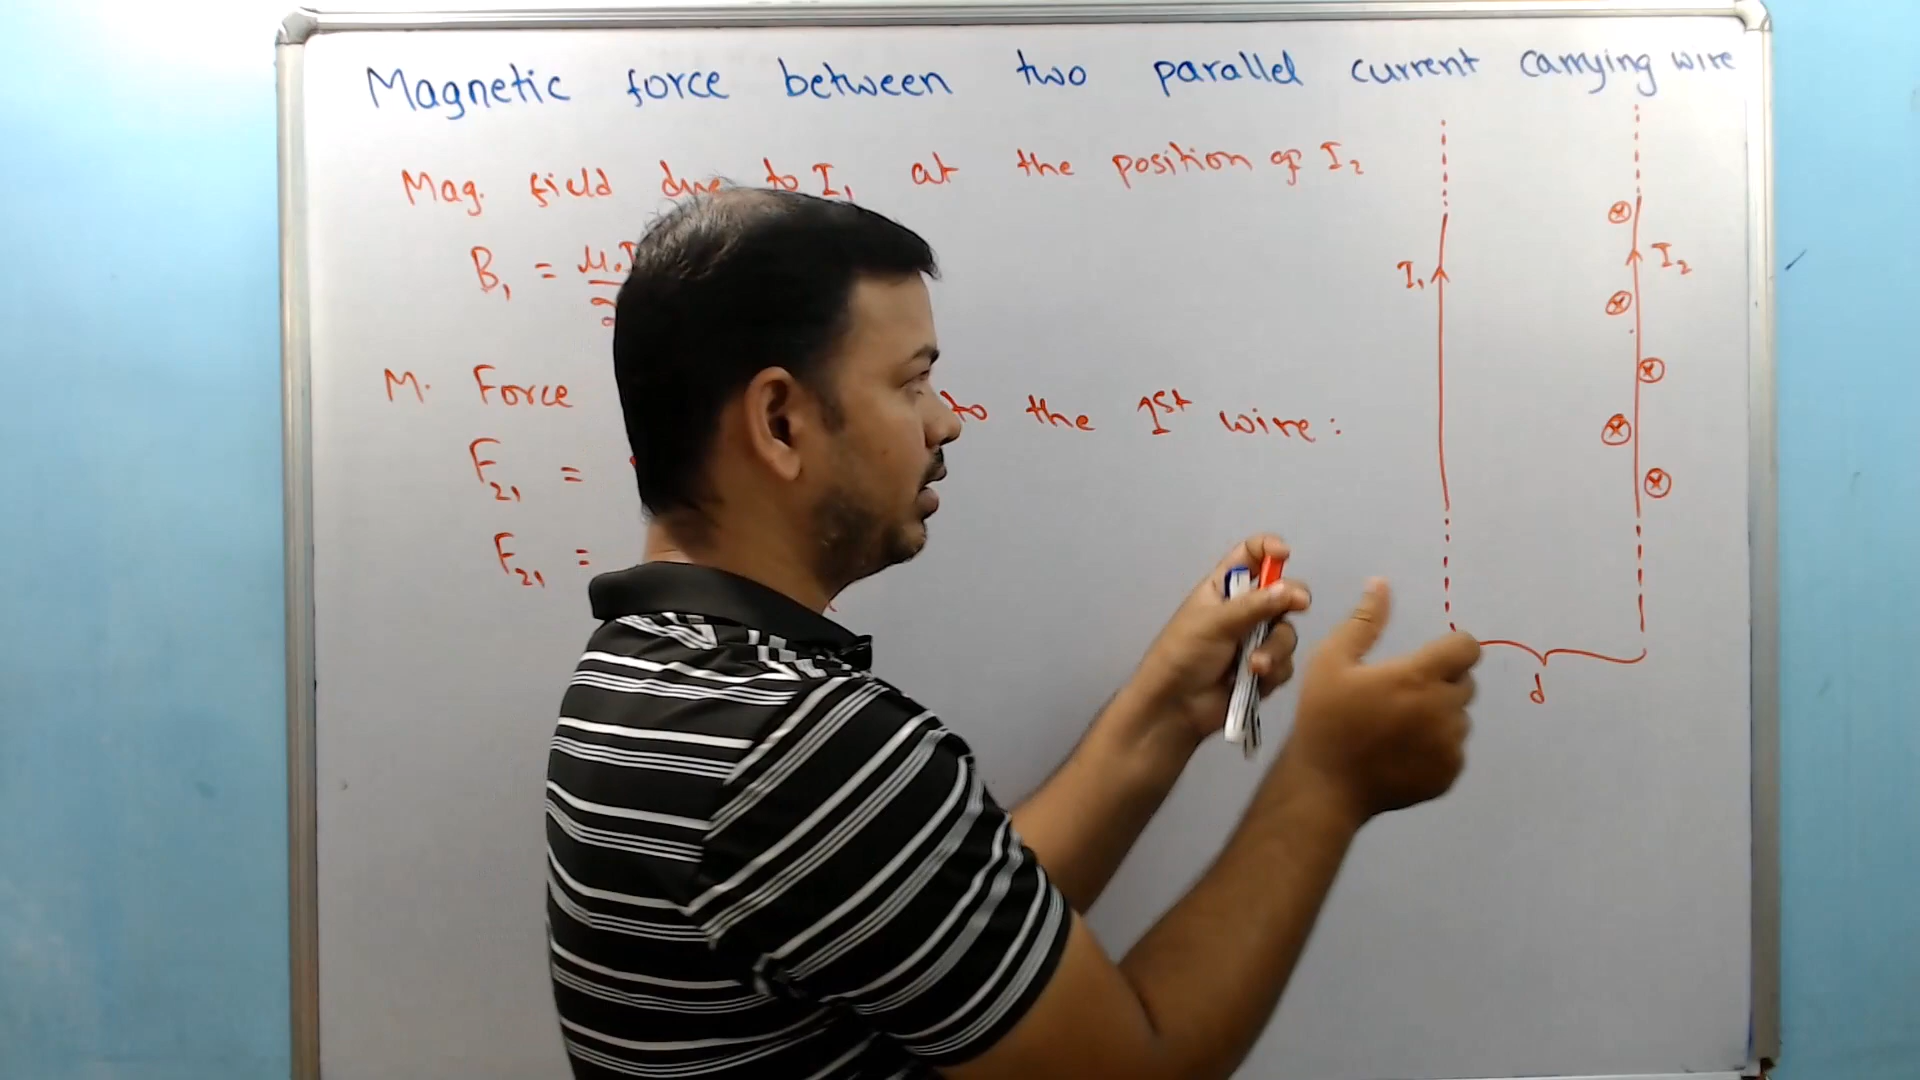 Magnetic force between two parallel current carrying wire
Mag. field due to I₁ at the position of I₂
B₁ = μ₀I
2
M. Force to the 1st wire:
F₂₁ =
F₂₁ =
I₁
I₂
d